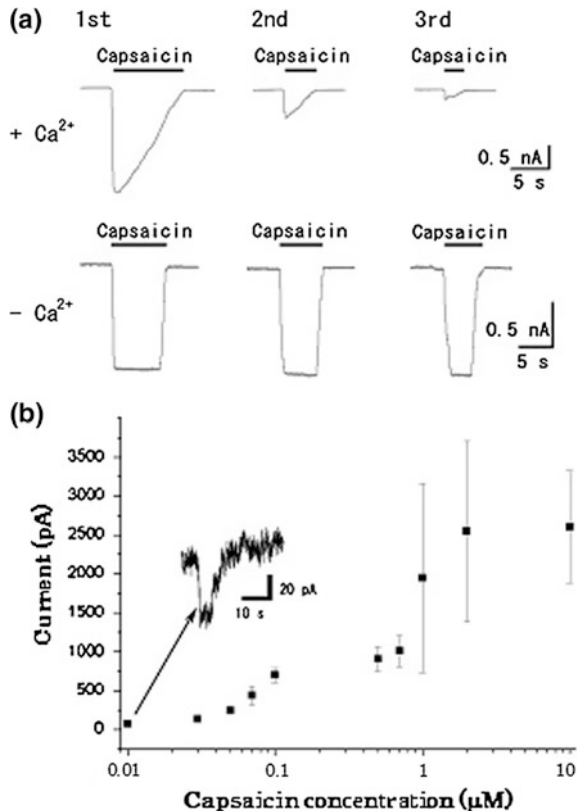 (a)
1st 2nd 3rd
Capsaicin Capsaicin Capsaicin
+ Ca²⁺
0.5 nA
5 s
Capsaicin Capsaicin Capsaicin
- Ca²⁺
0.5 nA
5 s
(b)
3500
3000
2500
2000
1500
1000
500
0
Current (pA)
20 pA
10 s
0.01 0.1 1 10
Capsaicin concentration (μM)